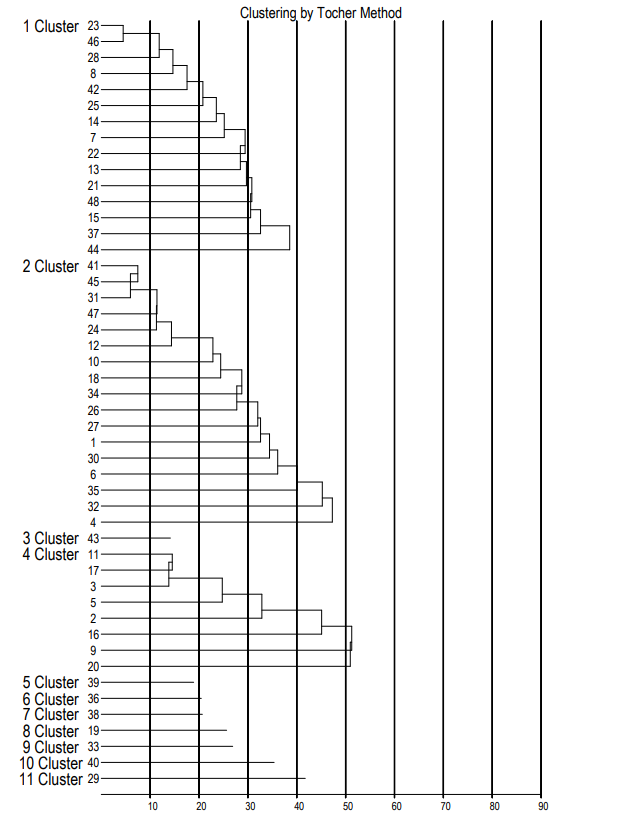 Clustering by Tocher Method
1 Cluster 23
46
28
8
42
25
14
7
22
13
21
48
15
37
44
2 Cluster 41
45
31
47
24
12
10
18
34
26
27
1
30
6
35
32
4
3 Cluster 43
4 Cluster 11
17
3
5
2
16
9
20
5 Cluster 39
6 Cluster 36
7 Cluster 38
8 Cluster 19
9 Cluster 33
10 Cluster 40
11 Cluster 29
10 20 30 40 50 60 70 80 90